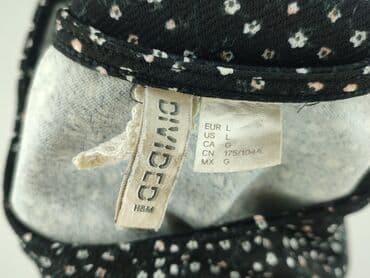 DIVIDED
H&M
EUR L
US L
CA G
CN 175/104A
MX G